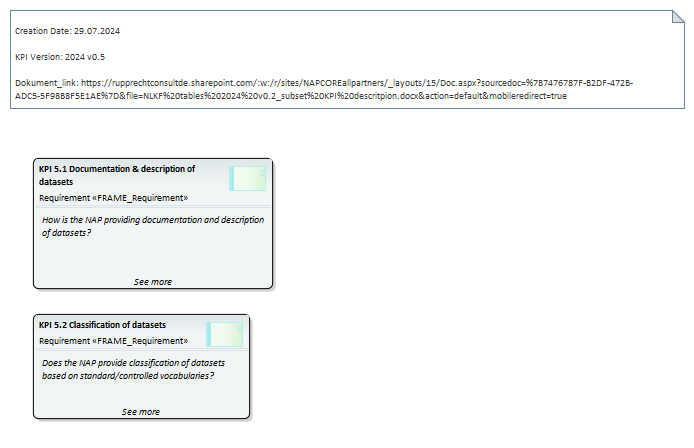 Creation Date: 29.07.2024
KPI Version: 2024 v0.5
Dokument_link: https://rupprechtconsultde.sharepoint.com/:w:/r/sites/NAPCOREallpartners/_layouts/15/Doc.aspx?sourcedoc=%7B7476787F-B2DF-472B-
ADC5-5F98B8F5E1AE%7D&file=NLKF%20tables%202024%20v0.2_subset%20KPI%20descritpion.docx&action=default&mobileredirect=true
KPI 5.1 Documentation & description of
datasets
Requirement «FRAME_Requirement»
How is the NAP providing documentation and description
of datasets?
See more
KPI 5.2 Classification of datasets
Requirement «FRAME_Requirement»
Does the NAP provide classification of datasets
based on standard/controlled vocabularies?
See more